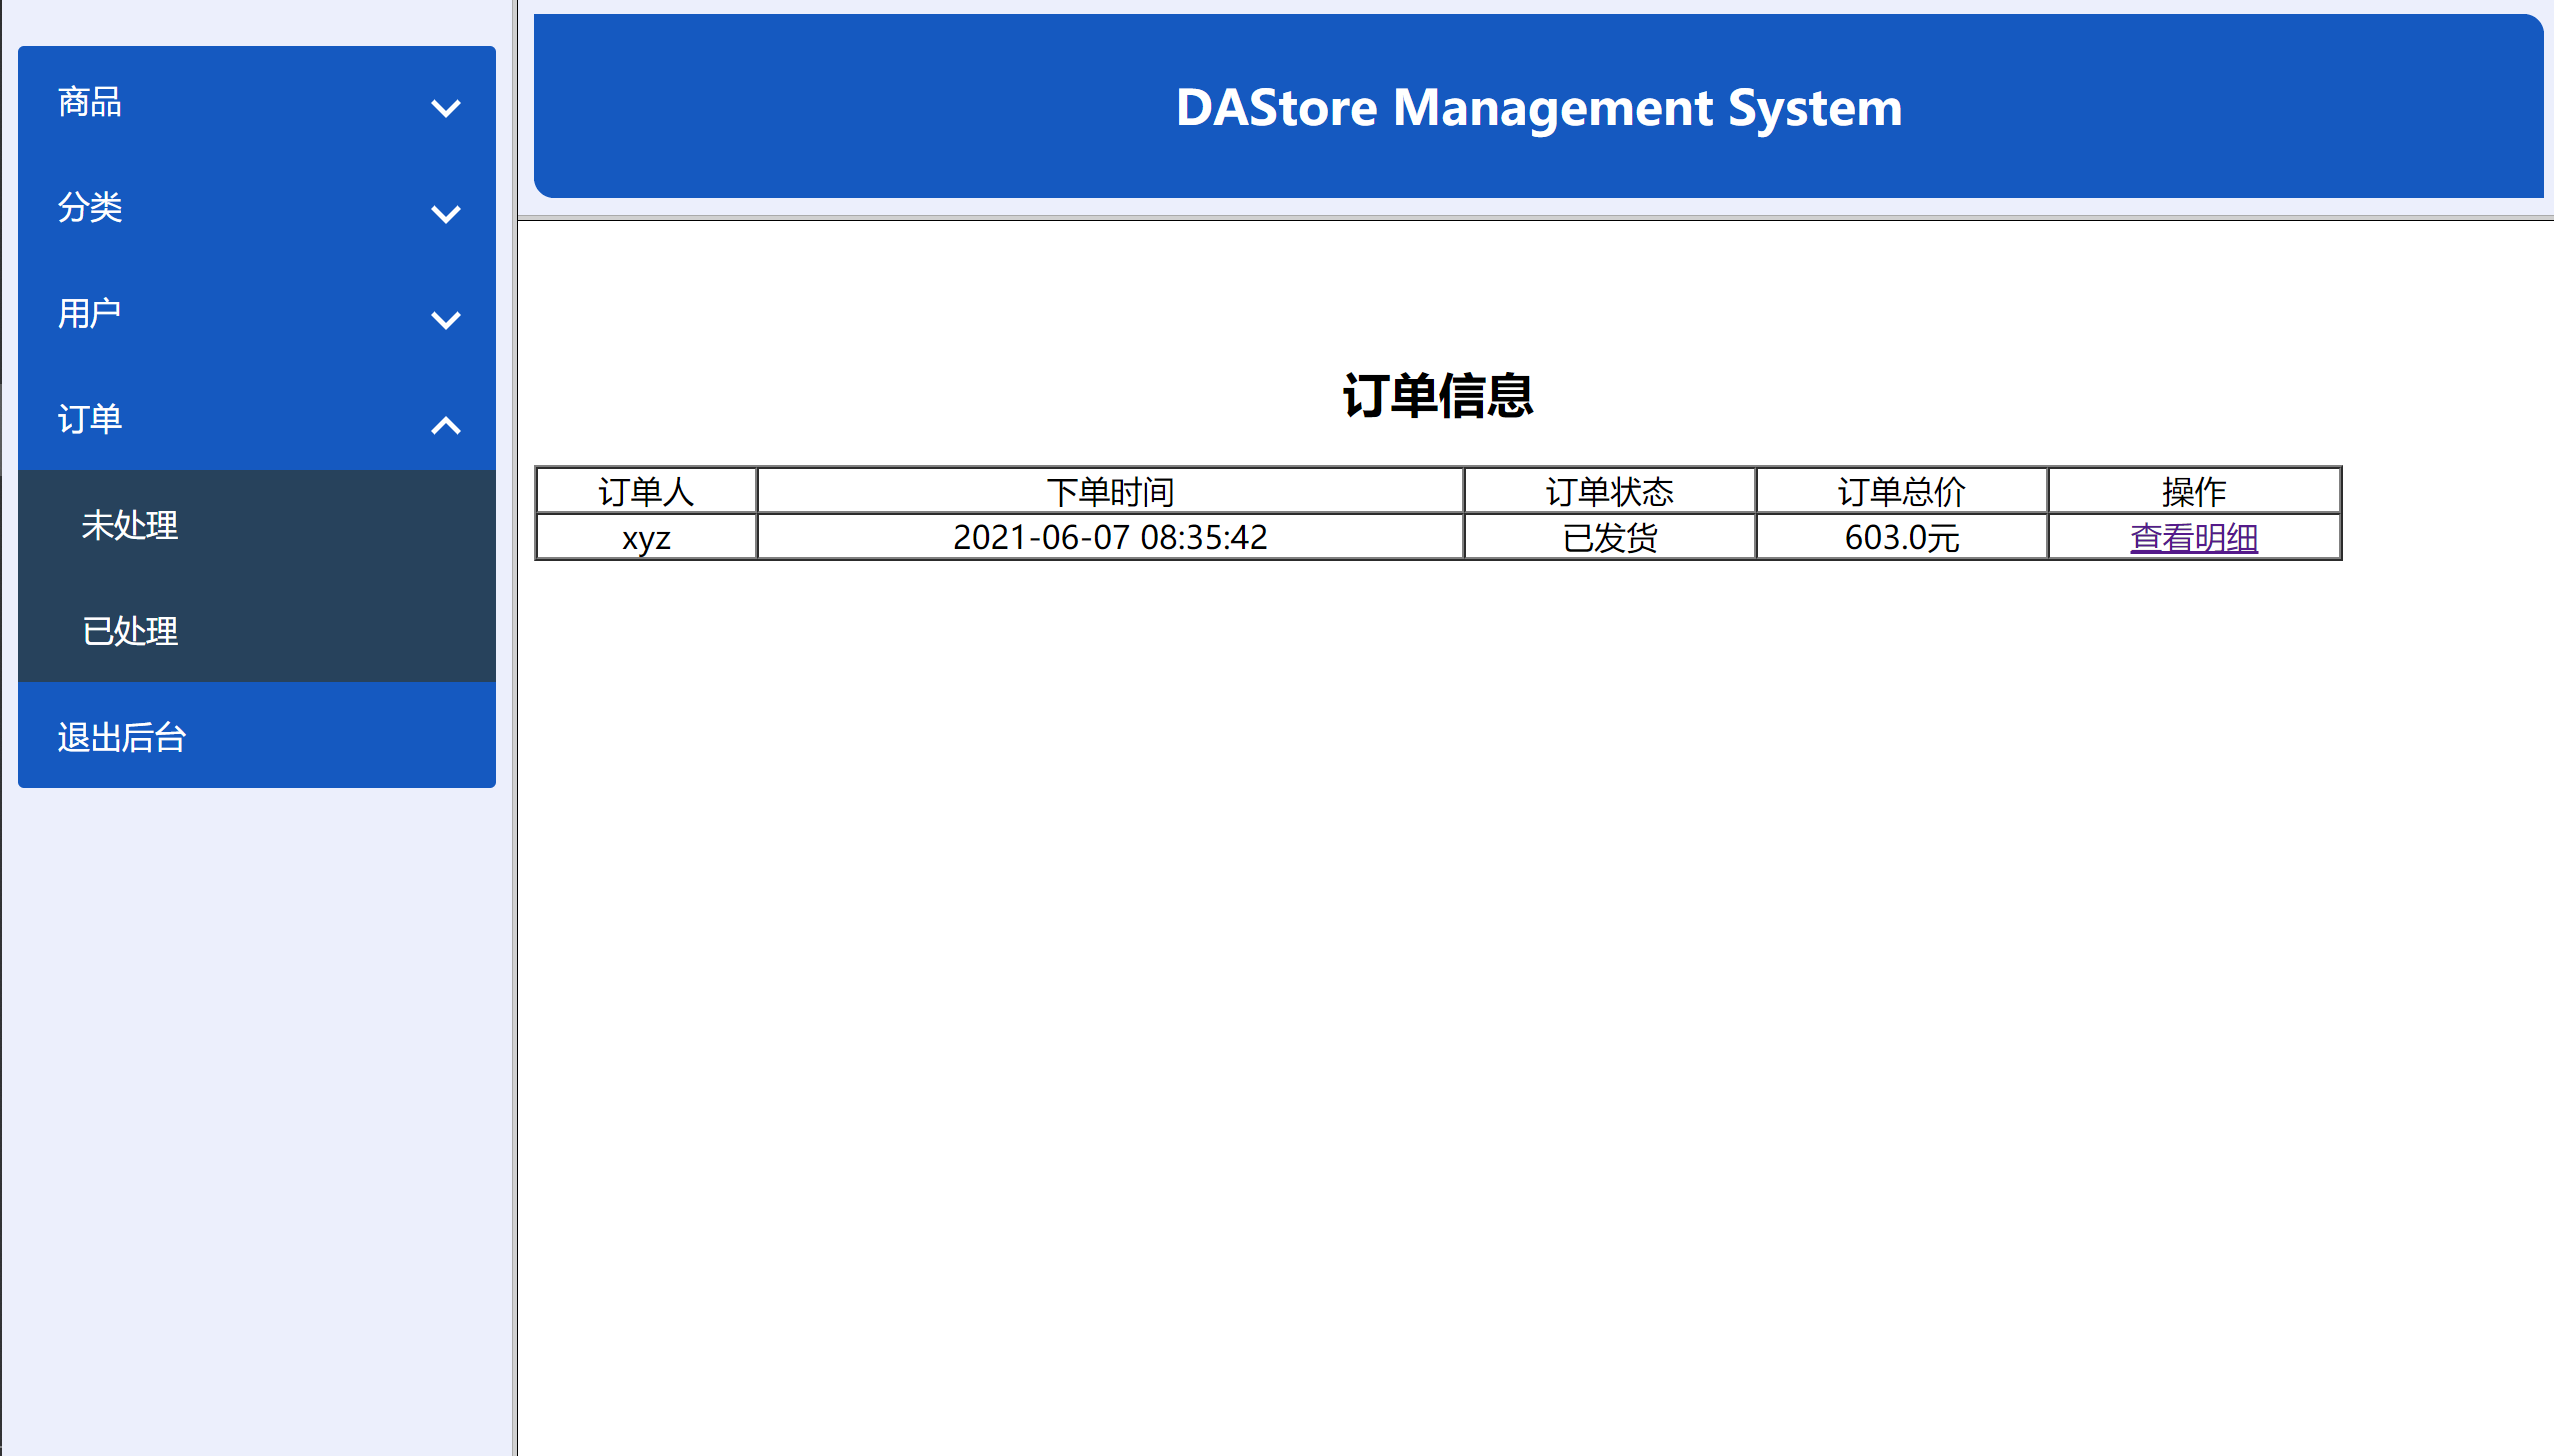 商品
分类
用户
订单
未处理
已处理
退出后台
DAStore Management System
订单信息
订单人 下单时间 订单状态 订单总价 操作
xyz 2021-06-07 08:35:42 已发货 603.0元 查看明细